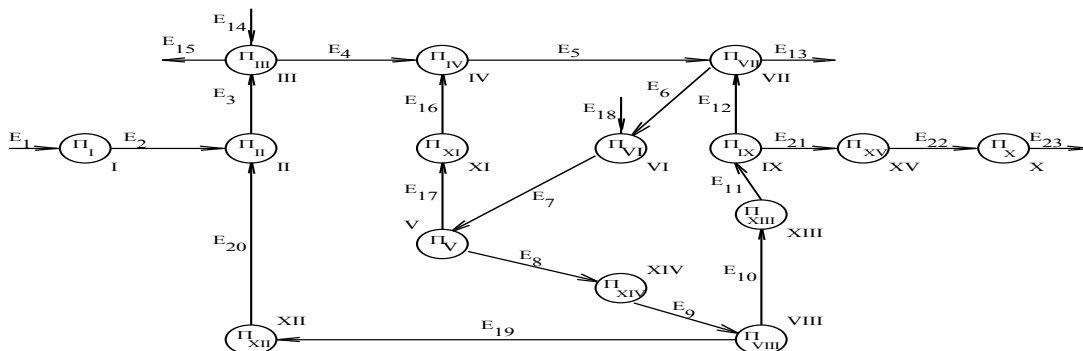 E14
E15 E4 E5 E13
ΠIII ΠIV ΠVII
III IV VII
E6
E3 E16 E12
E18
E1 E2 E21 E22 E23
ΠI ΠII ΠXI ΠVI ΠIX ΠXV ΠX
I II XI VI IX XV X
E11
E17 E7
ΠXIII
V XIII
ΠV
E20 E8
XIV E10
ΠXIV
E9
XII E19 VIII
ΠXII ΠVIII